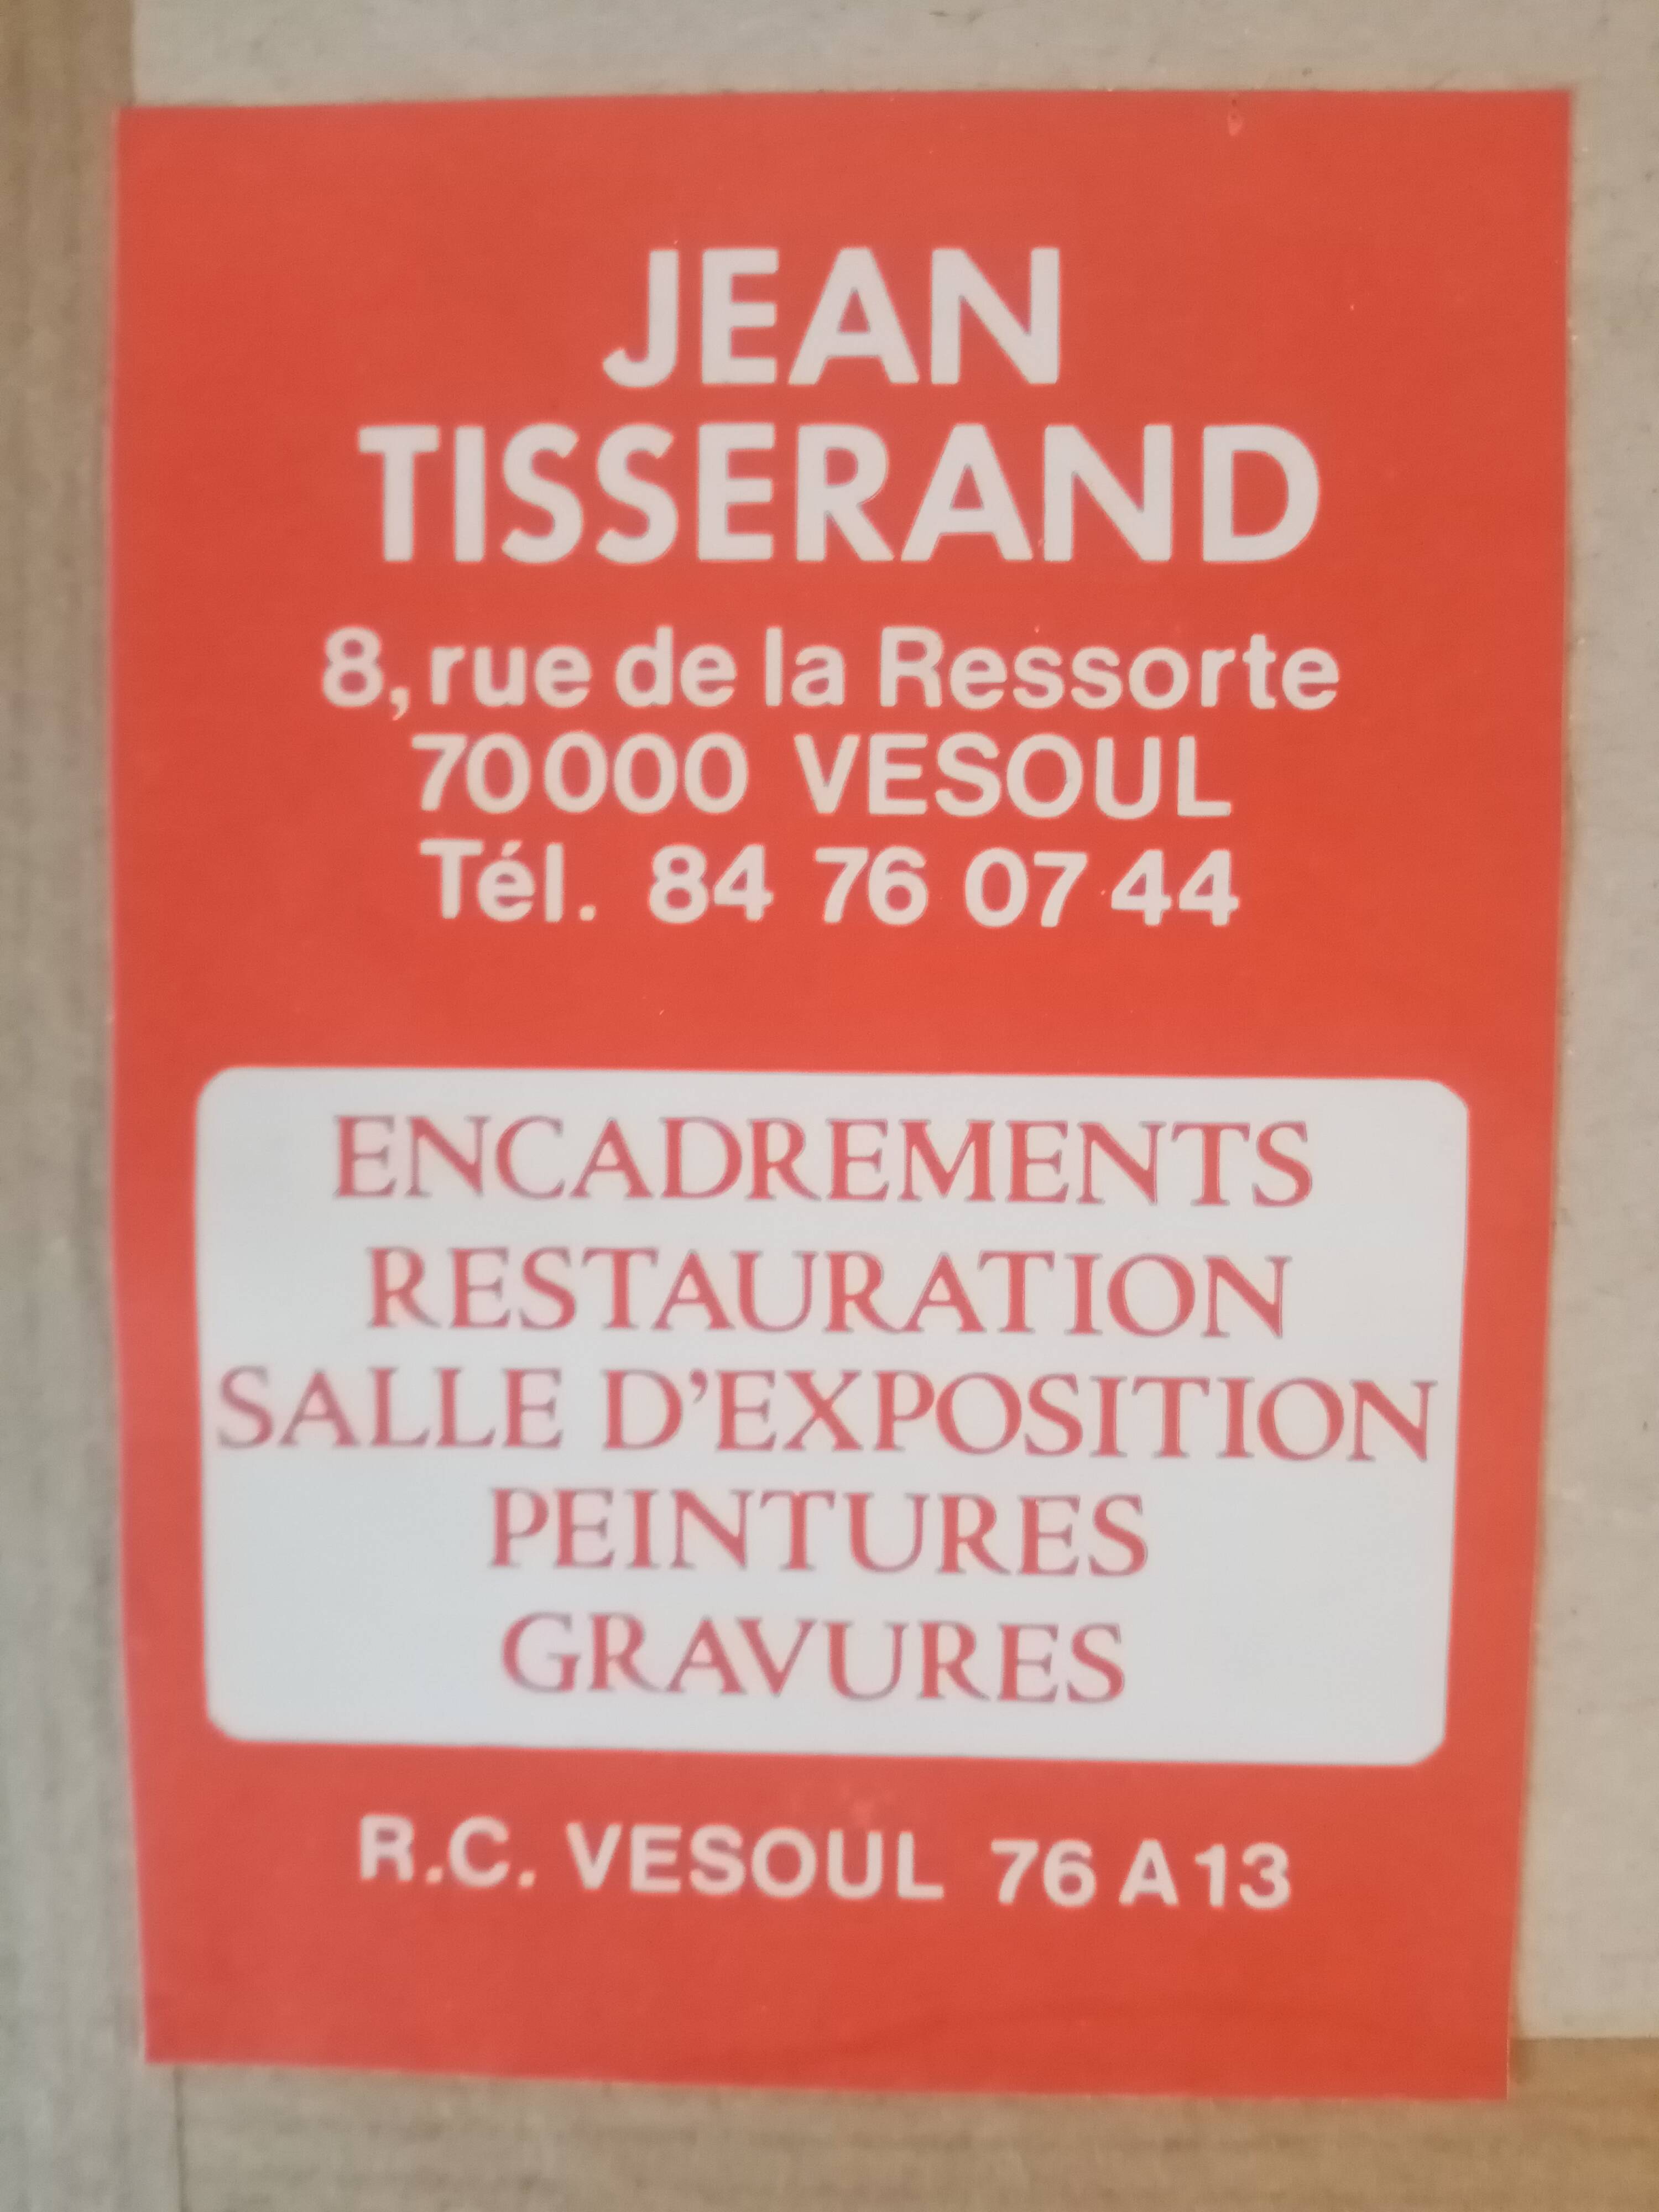 JEAN
TISSERAND
8, rue de la Ressorte
70000 VESOUL
Tél. 84 76 07 44
ENCADREMENTS
RESTAURATION
SALLE D'EXPOSITION
PEINTURES
GRAVURES
R.C. VESOUL 76 A 13